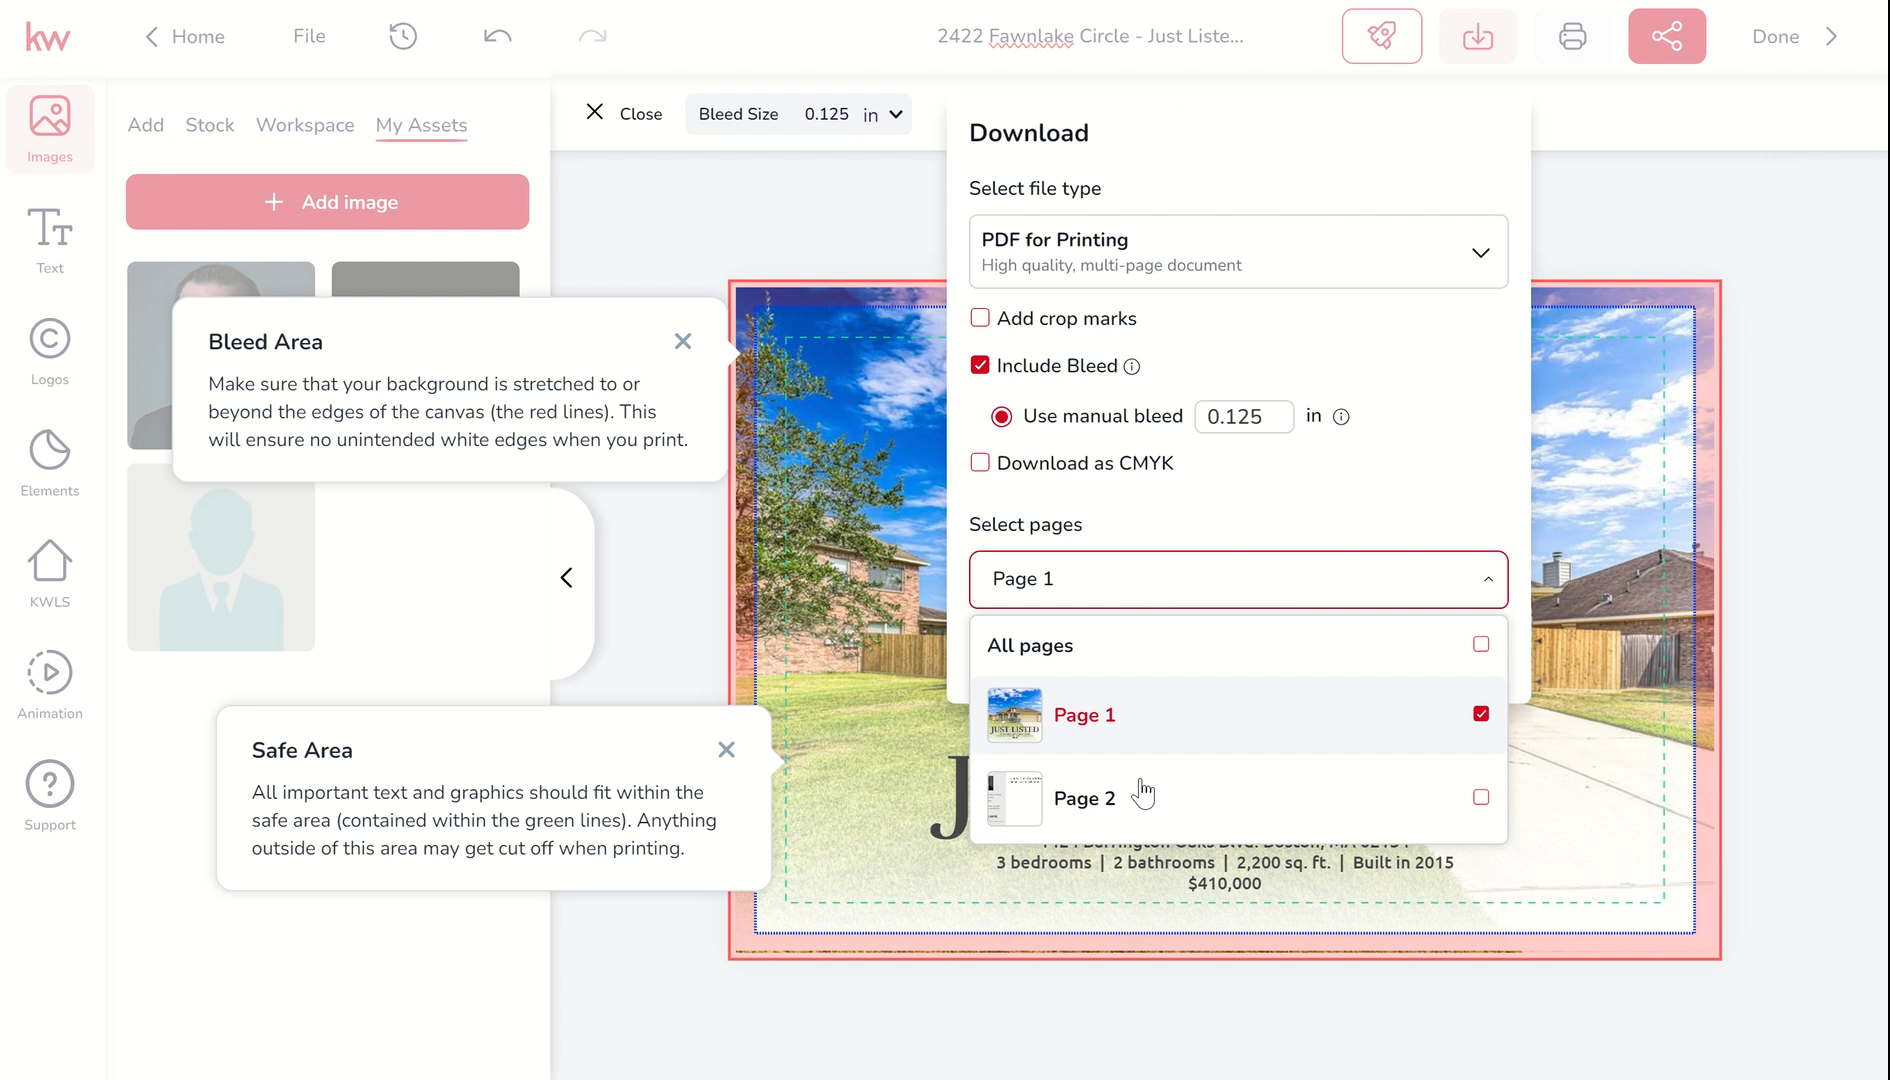 kw
Home
File
2422 Fawnlake Circle - Just Liste...
Done
Images
Text
Logos
Elements
KWLS
Animation
Support
Add
Stock
Workspace
My Assets
Add image
Close
Bleed Size 0.125 in
Bleed Area
Make sure that your background is stretched to or
beyond the edges of the canvas (the red lines). This
will ensure no unintended white edges when you print.
Safe Area
All important text and graphics should fit within the
safe area (contained within the green lines). Anything
outside of this area may get cut off when printing.
Download
Select file type
PDF for Printing
High quality, multi-page document
Add crop marks
Include Bleed
Use manual bleed 0.125 in
Download as CMYK
Select pages
Page 1
All pages
JUST LISTED
Page 1
Page 2
J
3 bedrooms | 2 bathrooms | 2,200 sq. ft. | Built in 2015
$410,000